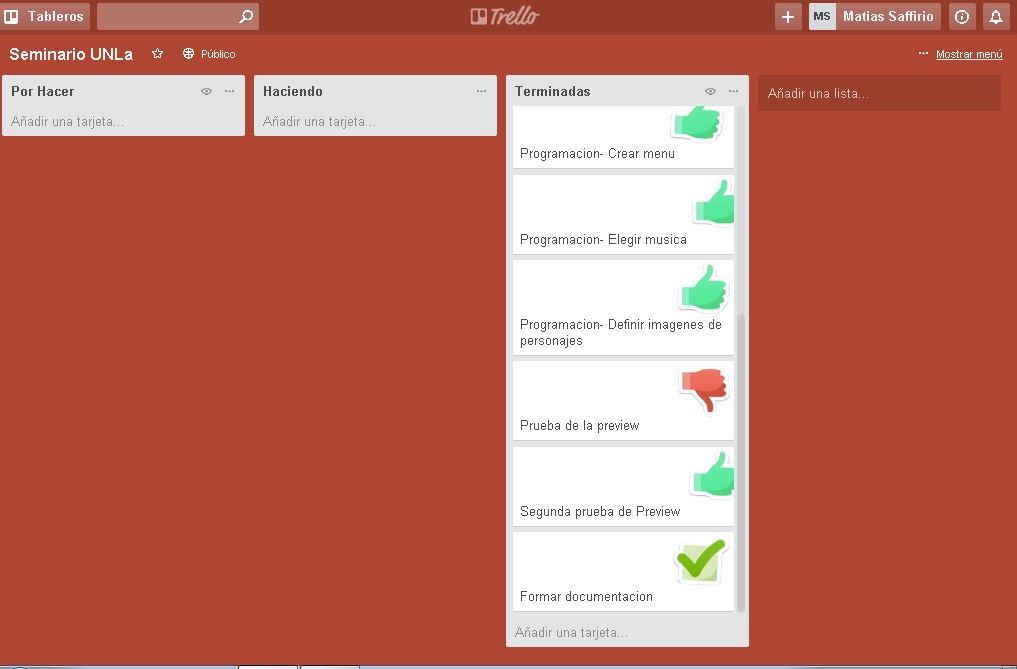 Tableros
Trello
MS Matias Saffirio
Seminario UNLa
Público
Mostrar menú
Por Hacer
Añadir una tarjeta...
Haciendo
Añadir una tarjeta...
Terminadas
Programacion- Crear menu
Programacion- Elegir musica
Programacion- Definir imagenes de
personajes
Prueba de la preview
Segunda prueba de Preview
Formar documentacion
Añadir una tarjeta...
Añadir una lista...